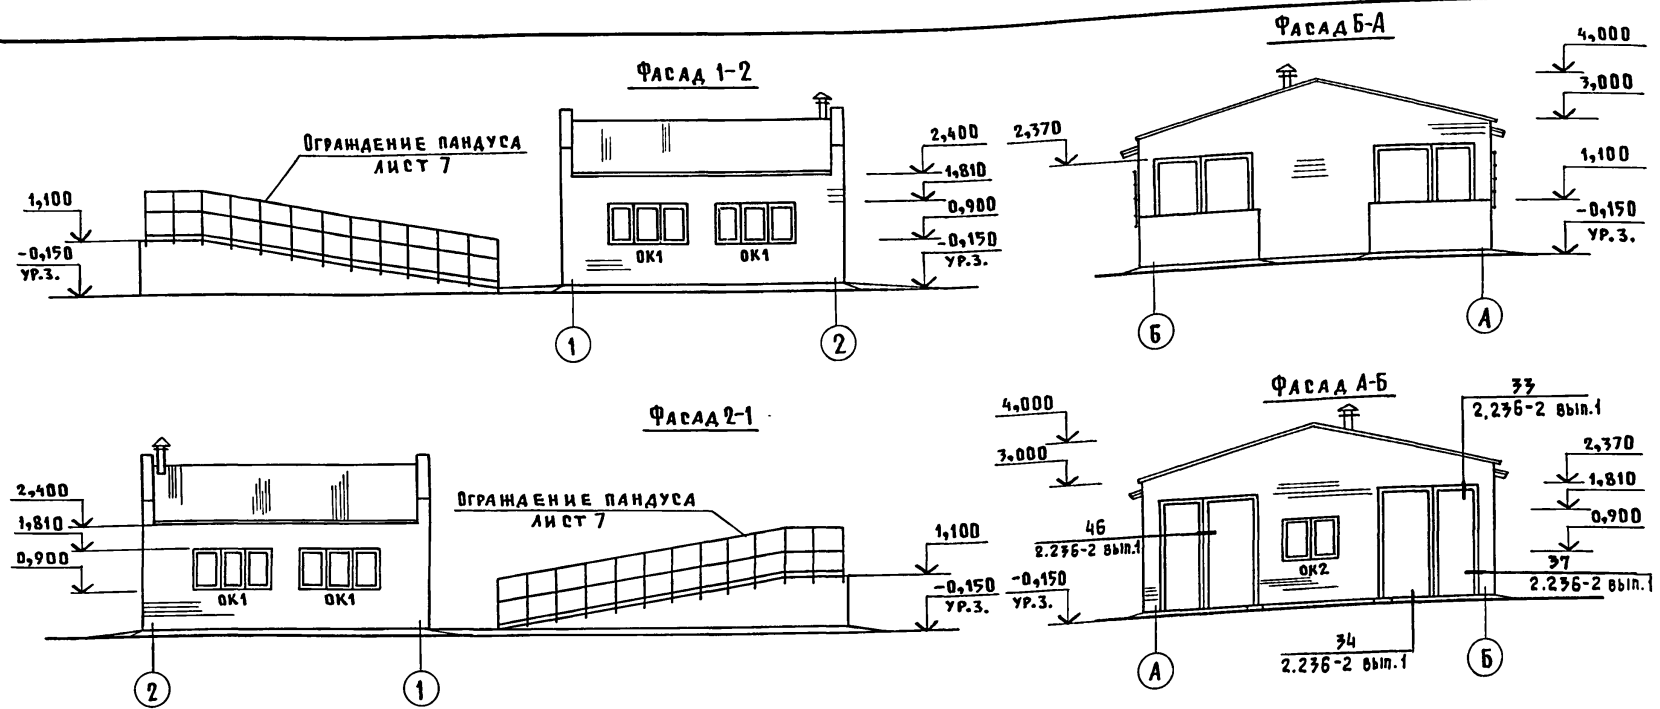 Фасад 1-2
Ограждение пандуса
лист 7
1,100
-0,150
ур.з.
2,400
1,810
0,900
-0,150
ур.з.
ОК1
ОК1
1
2
Фасад Б-А
2,370
4,000
3,000
1,100
-0,150
ур.з.
Б
А
Фасад 2-1
2,400
1,810
0,900
Ограждение пандуса
лист 7
1,100
-0,150
ур.з.
ОК1
ОК1
2
1
Фасад А-Б
4,000
3,000
-0,150
ур.з.
33
2.236-2 вып.1
2,370
1,810
0,900
46
2.236-2 вып.1
ОК2
37
2.236-2 вып.1
34
2.236-2 вып.1
А
Б